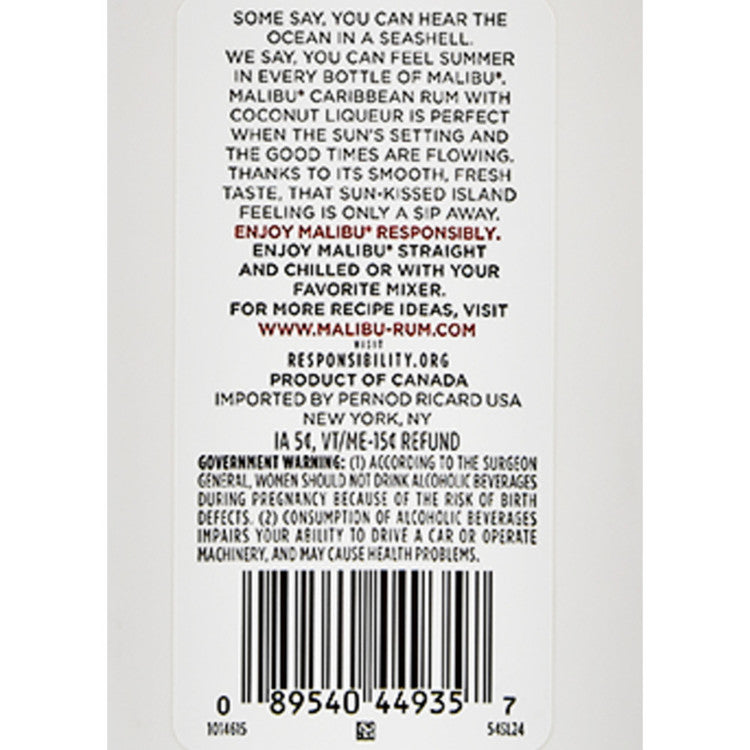 SOME SAY, YOU CAN HEAR THE
OCEAN IN A SEASHELL.
WE SAY, YOU CAN FEEL SUMMER
IN EVERY BOTTLE OF MALIBU®.
MALIBU® CARIBBEAN RUM WITH
COCONUT LIQUEUR IS PERFECT
WHEN THE SUN'S SETTING AND
THE GOOD TIMES ARE FLOWING.
THANKS TO ITS SMOOTH, FRESH
TASTE, THAT SUN-KISSED ISLAND
FEELING IS ONLY A SIP AWAY.
ENJOY MALIBU® RESPONSIBLY.
ENJOY MALIBU® STRAIGHT
AND CHILLED OR WITH YOUR
FAVORITE MIXER.
FOR MORE RECIPE IDEAS, VISIT
WWW.MALIBU-RUM.COM
VISIT
RESPONSIBILITY.ORG
PRODUCT OF CANADA
IMPORTED BY PERNOD RICARD USA
NEW YORK, NY
IA 5¢, VT/ME-15¢ REFUND
GOVERNMENT WARNING: (1) ACCORDING TO THE SURGEON
GENERAL, WOMEN SHOULD NOT DRINK ALCOHOLIC BEVERAGES
DURING PREGNANCY BECAUSE OF THE RISK OF BIRTH
DEFECTS. (2) CONSUMPTION OF ALCOHOLIC BEVERAGES
IMPAIRS YOUR ABILITY TO DRIVE A CAR OR OPERATE
MACHINERY, AND MAY CAUSE HEALTH PROBLEMS.
0 89540 44935 7
1014615 54SL24